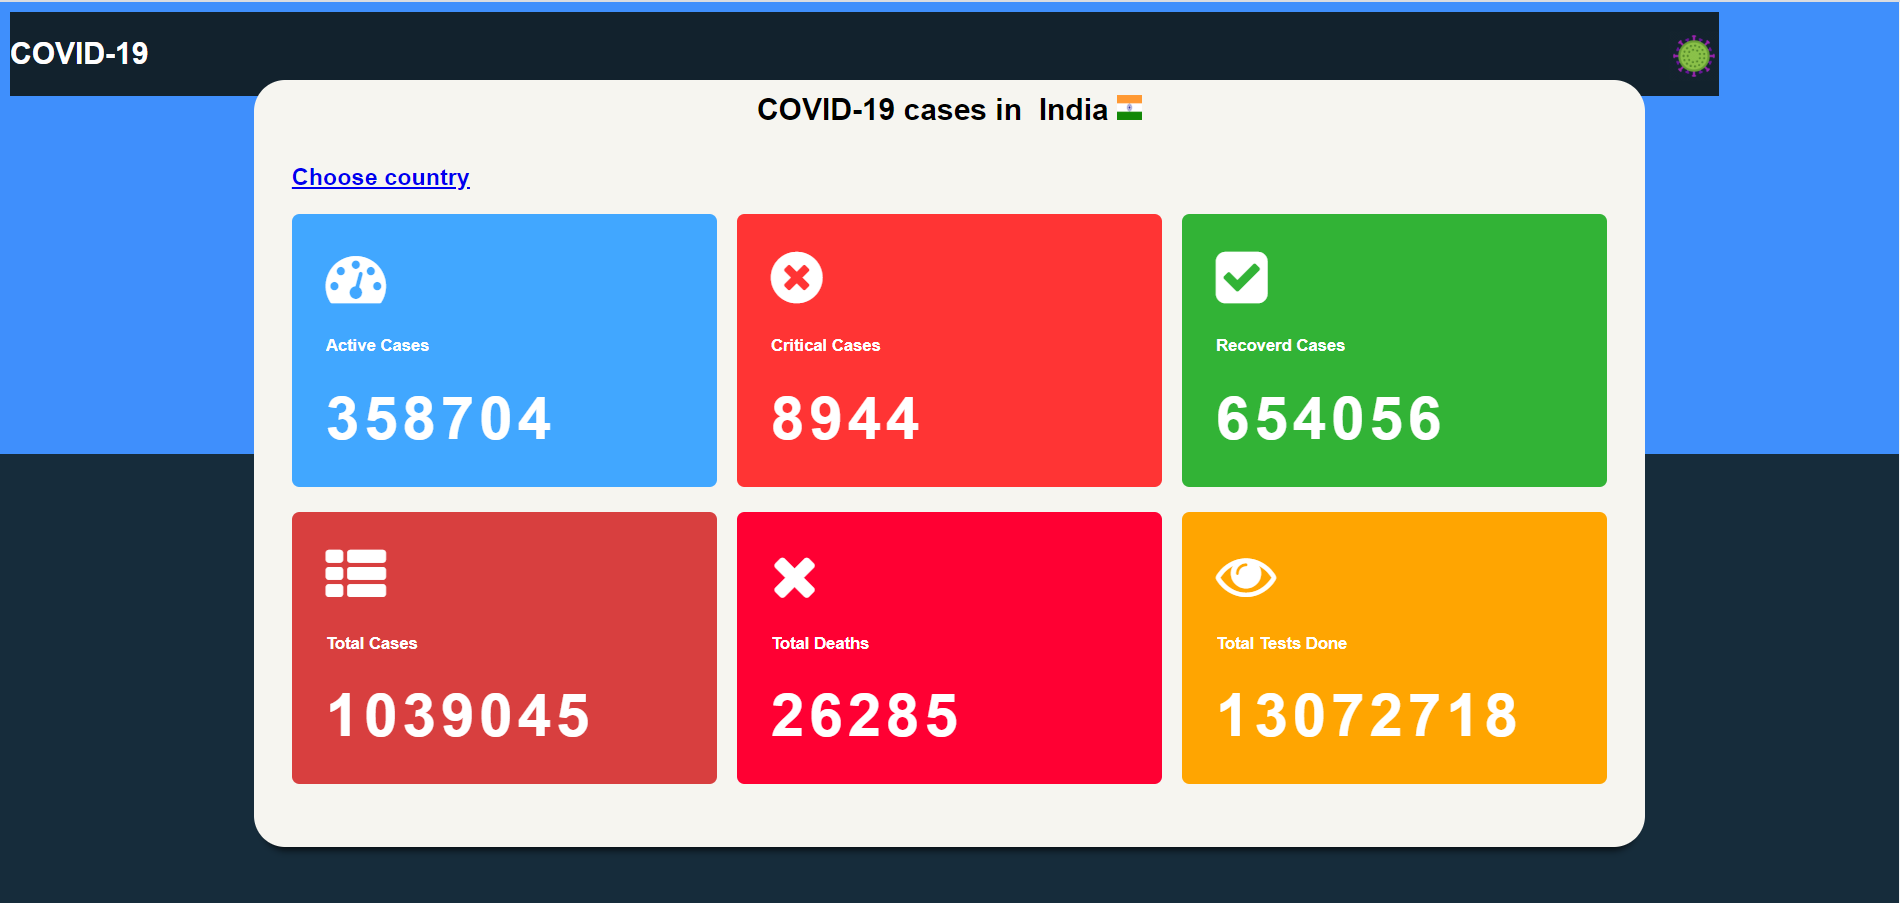 COVID-19
COVID-19 cases in  India
Choose country
Active Cases
358704
Critical Cases
8944
Recoverd Cases
654056
Total Cases
1039045
Total Deaths
26285
Total Tests Done
13072718